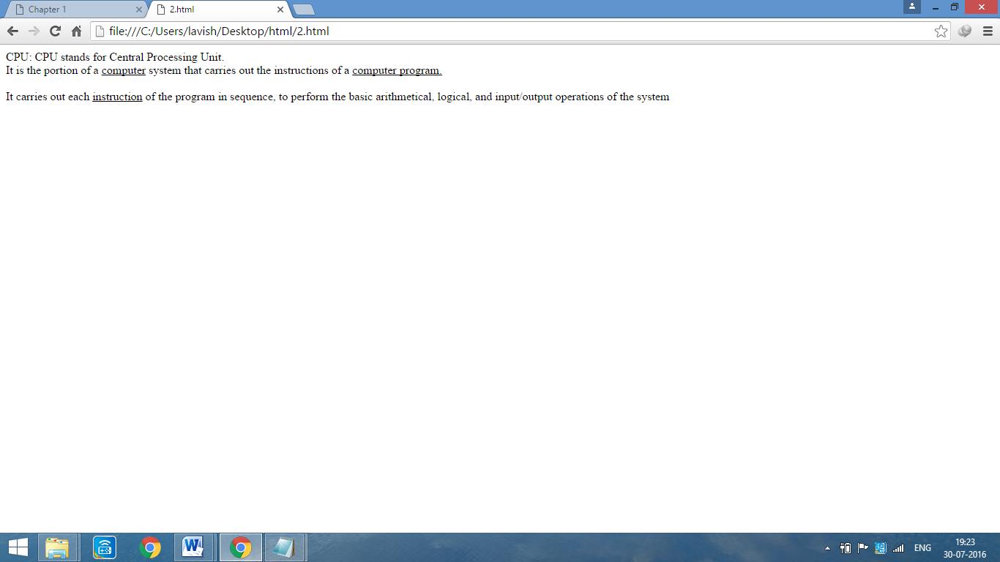 Chapter 1
2.html
file:///C:/Users/lavish/Desktop/html/2.html
CPU: CPU stands for Central Processing Unit.
It is the portion of a computer system that carries out the instructions of a computer program.
It carries out each instruction of the program in sequence, to perform the basic arithmetical, logical, and input/output operations of the system
ENG
19:23
30-07-2016